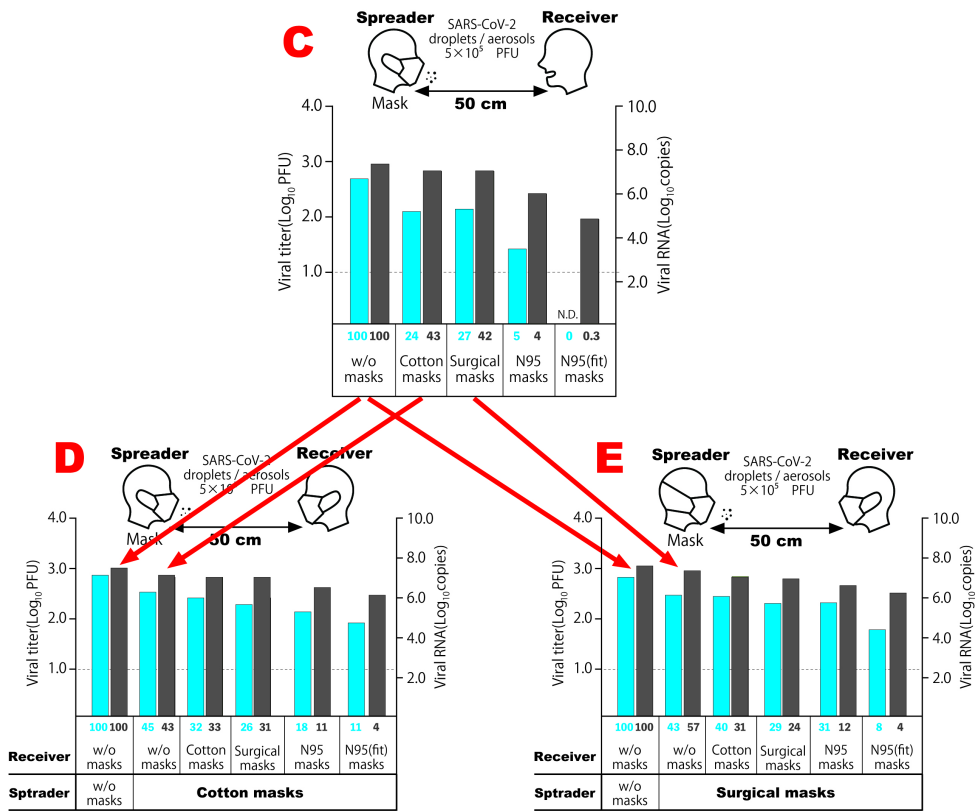 C
Spreader
SARS-CoV-2
droplets / aerosols
5×10⁵ PFU
Receiver
Mask
50 cm
4.0
3.0
2.0
1.0
Viral titer(Log₁₀ PFU)
10.0
8.0
6.0
4.0
2.0
Viral RNA(Log₁₀copies)
N.D.
100 100 24 43 27 42 5 4 0 0.3
w/o masks
Cotton masks
Surgical masks
N95 masks
N95(fit) masks
D
Spreader
SARS-CoV-2
droplets / aerosols
5×10⁵ PFU
Receiver
Mask
50 cm
4.0
3.0
2.0
1.0
Viral titer(Log₁₀ PFU)
10.0
8.0
6.0
4.0
2.0
Viral RNA(Log₁₀copies)
100 100 45 43 32 33 26 31 18 11 11 4
Receiver
w/o masks
w/o masks
Cotton masks
Surgical masks
N95 masks
N95(fit) masks
Sptrader
w/o masks
Cotton masks
E
Spreader
SARS-CoV-2
droplets / aerosols
5×10⁵ PFU
Receiver
Mask
50 cm
4.0
3.0
2.0
1.0
Viral titer(Log₁₀ PFU)
10.0
8.0
6.0
4.0
2.0
Viral RNA(Log₁₀copies)
100 100 43 57 40 31 29 24 31 12 8 4
Receiver
w/o masks
w/o masks
Cotton masks
Surgical masks
N95 masks
N95(fit) masks
Sptrader
w/o masks
Surgical masks